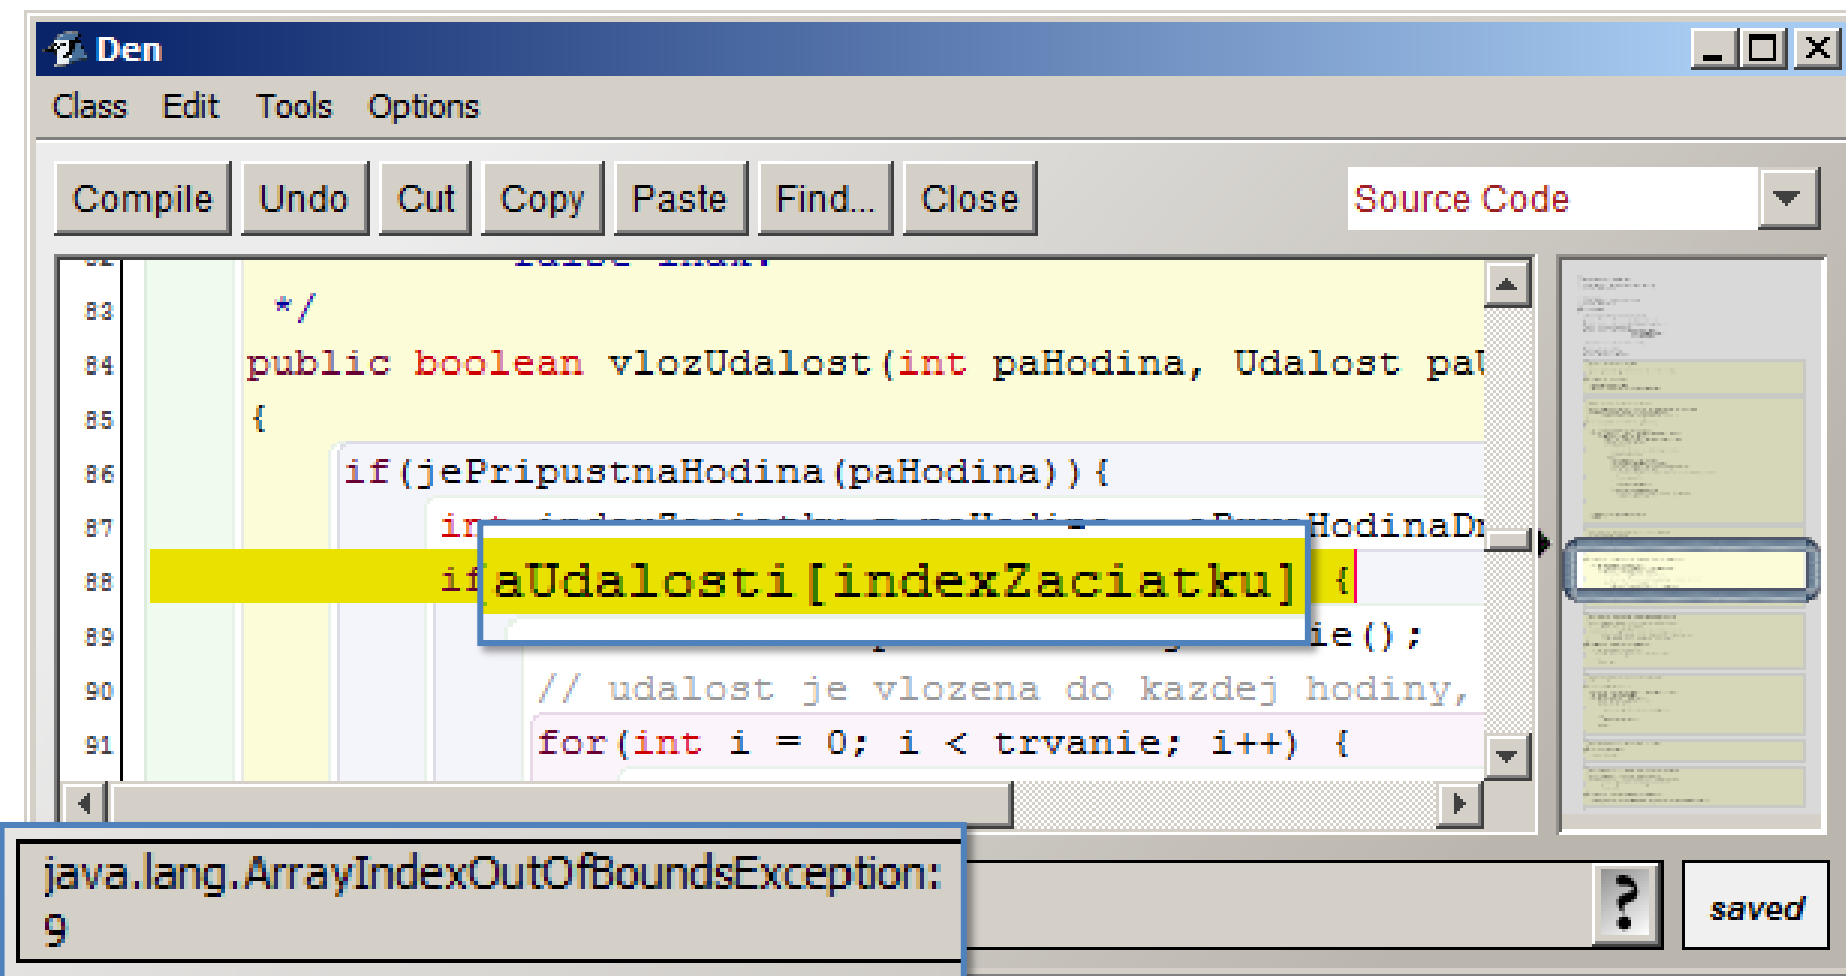 Den
Class Edit Tools Options
Compile Undo Cut Copy Paste Find... Close Source Code
83 */
84 public boolean vlozUdalost(int paHodina, Udalost
85 {
86 if(jePripustnaHodina(paHodina)){
87
88 if aUdalosti[indexZaciatku] {
89 ie();
90 // udalost je vlozena do kazdej hodiny,
91 for(int i = 0; i < trvanie; i++) {
java.lang.ArrayIndexOutOfBoundsException:
9
? saved